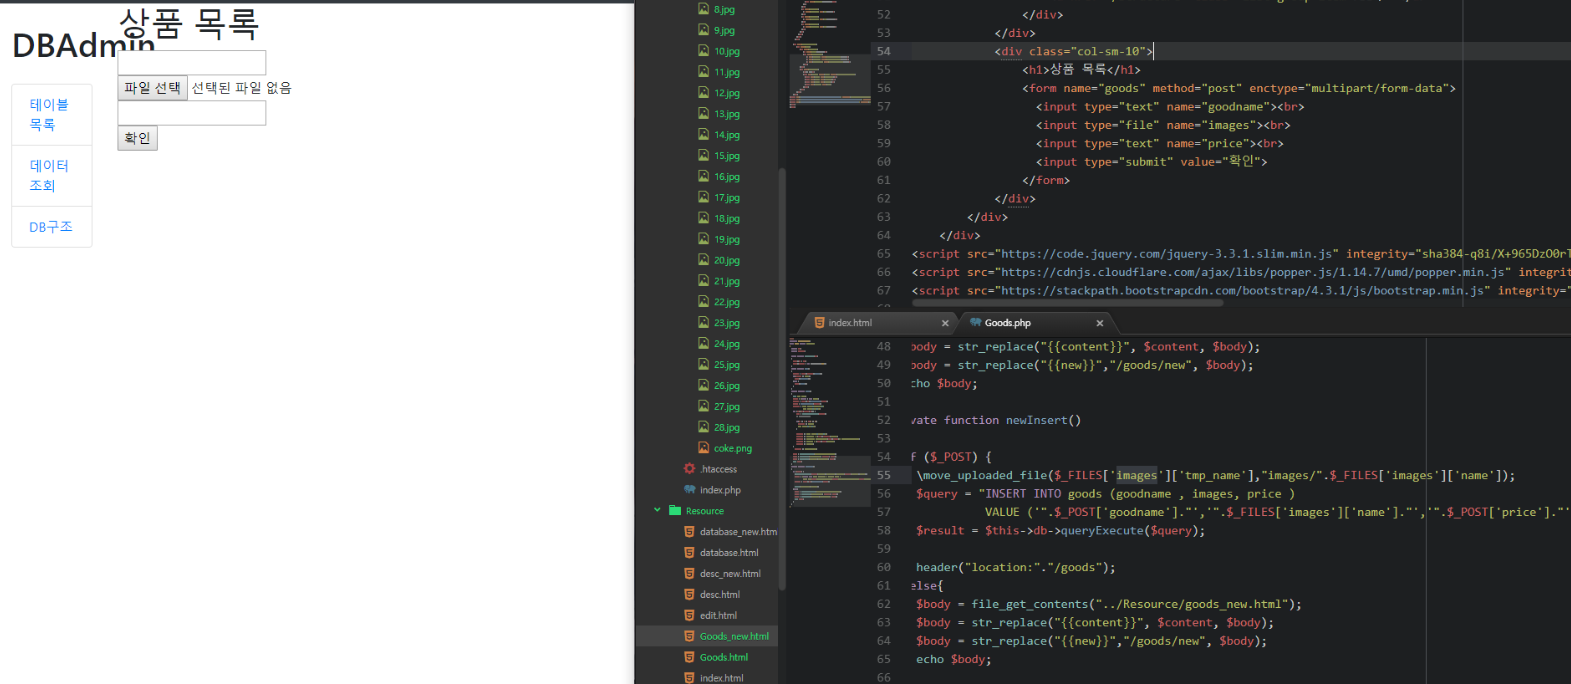 상품 목록
DBAdmin
파일 선택 선택된 파일 없음
확인
테이블
목록
데이터
조회
DB구조
8.jpg
9.jpg
10.jpg
11.jpg
12.jpg
13.jpg
14.jpg
15.jpg
16.jpg
17.jpg
18.jpg
19.jpg
20.jpg
21.jpg
22.jpg
23.jpg
24.jpg
25.jpg
26.jpg
27.jpg
28.jpg
coke.png
.htaccess
index.php
Resource
database_new.htm
database.html
desc_new.html
desc.html
edit.html
Goods_new.html
Goods.html
index.html
52 </div>
53 </div>
54 <div class="col-sm-10">
55 <h1>상품 목록</h1>
56 <form name="goods" method="post" enctype="multipart/form-data">
57 <input type="text" name="goodname"><br>
58 <input type="file" name="images"><br>
59 <input type="text" name="price"><br>
60 <input type="submit" value="확인">
61 </form>
62 </div>
63 </div>
64 </div>
65 <script src="https://code.jquery.com/jquery-3.3.1.slim.min.js" integrity="sha384-q8i/X+965DzO0rT
66 <script src="https://cdnjs.cloudflare.com/ajax/libs/popper.js/1.14.7/umd/popper.min.js" integrit
67 <script src="https://stackpath.bootstrapcdn.com/bootstrap/4.3.1/js/bootstrap.min.js" integrity="
index.html Goods.php
48 body = str_replace("{{content}}", $content, $body);
49 body = str_replace("{{new}}","/goods/new", $body);
50 cho $body;
51
52 vate function newInsert()
53
54 f ($_POST) {
55 \move_uploaded_file($_FILES['images']['tmp_name'],"images/".$_FILES['images']['name']);
56 $query = "INSERT INTO goods (goodname , images, price )
57 VALUE ('".$_POST['goodname']."','".$_FILES['images']['name']."','".$_POST['price']."'
58 $result = $this->db->queryExecute($query);
59
60 header("location:"."/goods");
61 else{
62 $body = file_get_contents("../Resource/goods_new.html");
63 $body = str_replace("{{content}}", $content, $body);
64 $body = str_replace("{{new}}","/goods/new", $body);
65 echo $body;
66